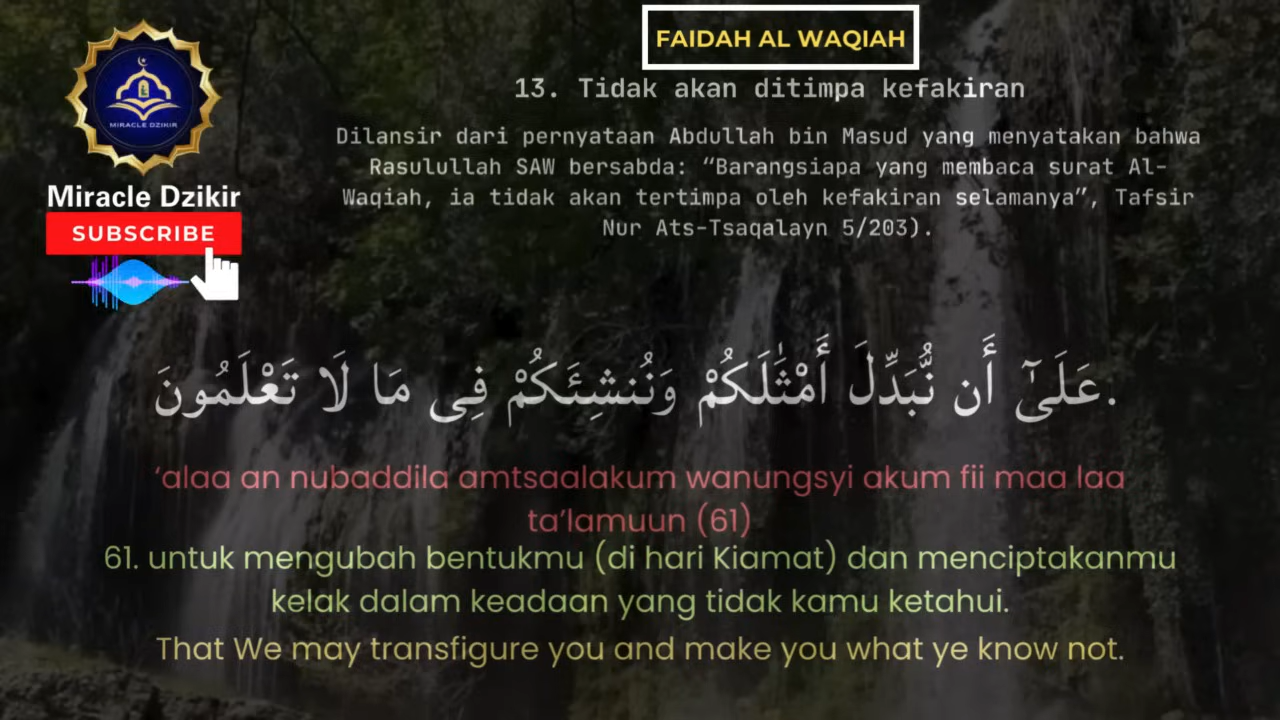 FAIDAH AL WAQIAH
13. Tidak akan ditimpa kefakiran
Dilansir dari pernyataan Abdullah bin Masud yang menyatakan bahwa
Rasulullah SAW bersabda: “Barangsiapa yang membaca surat Al-
Waqiah, ia tidak akan tertimpa oleh kefakiran selamanya”, Tafsir
Nur Ats-Tsaqalayn 5/203).
MIRACLE DZIKIR
Miracle Dzikir
SUBSCRIBE
عَلَىٰٓ أَن نُّبَدِّلَ أَمْثَٰلَكُمْ وَنُنشِئَكُمْ فِى مَا لَا تَعْلَمُونَ.
‘alaa an nubaddila amtsaalakum wanungsyi akum fii maa laa
ta’lamuun (61)
61. untuk mengubah bentukmu (di hari Kiamat) dan menciptakanmu
kelak dalam keadaan yang tidak kamu ketahui.
That We may transfigure you and make you what ye know not.